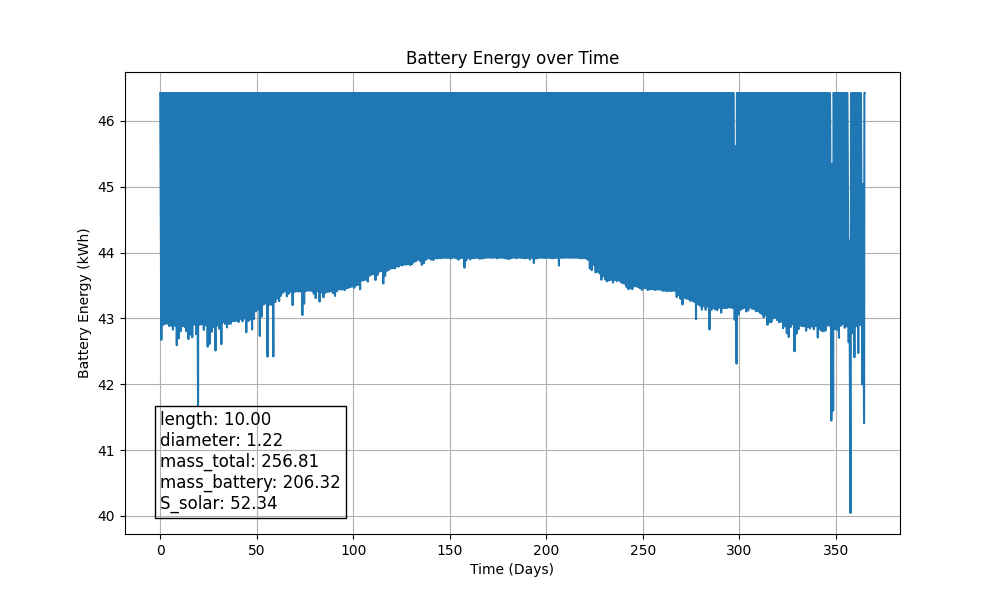 Battery Energy over Time
Battery Energy (kWh)
46
45
44
43
42
41
40
length: 10.00
diameter: 1.22
mass_total: 256.81
mass_battery: 206.32
S_solar: 52.34
0 50 100 150 200 250 300 350
Time (Days)